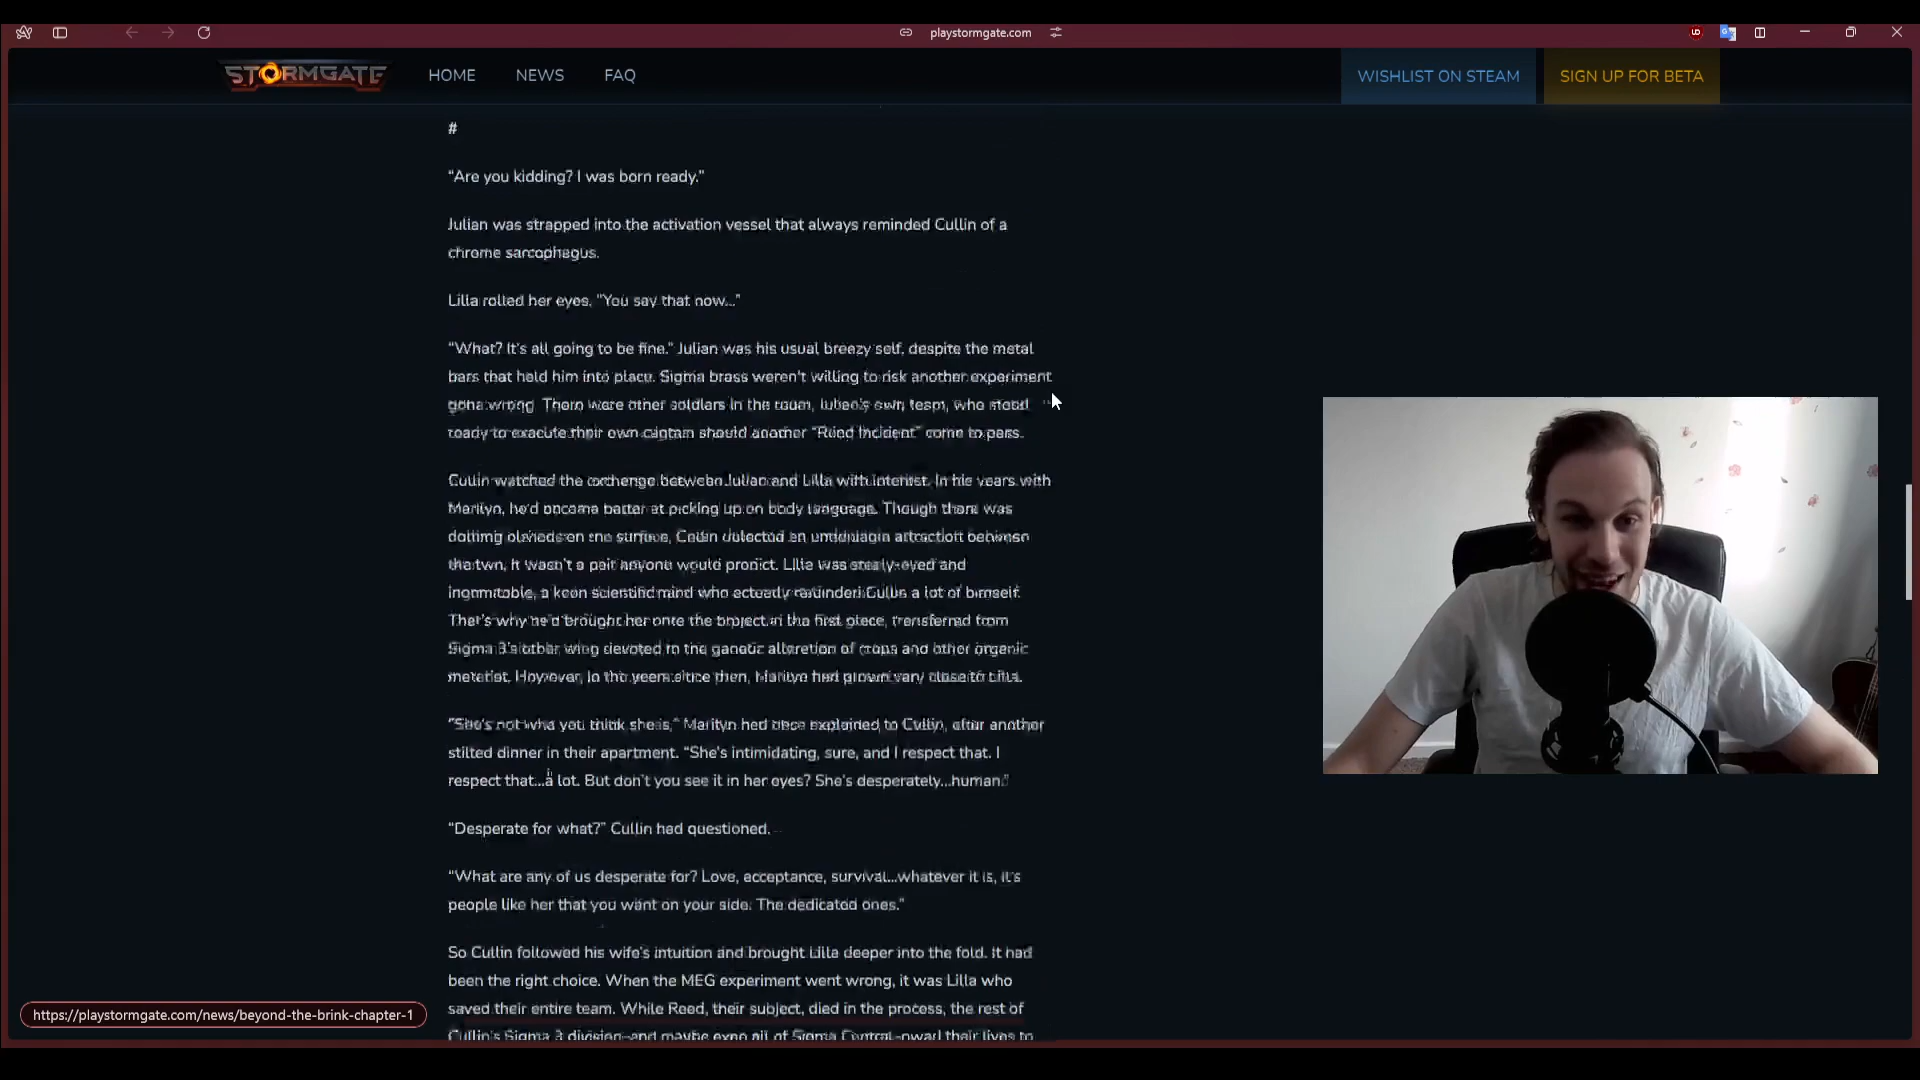 playstormgate.com
STORMGATE
HOME
NEWS
FAQ
WISHLIST ON STEAM
SIGN UP FOR BETA
#
“Are you kidding? I was born ready.”
Julian was strapped into the activation vessel that always reminded Cullin of a
chrome sarcophagus.
Lilla rolled her eyes. “You say that now...”
“What? It’s all going to be fine.” Julian was his usual breezy self, despite the metal
bars that held him into place. Sigma brass weren’t willing to risk another experiment
gone wrong. There were other soldiers in the room, Julian’s own team, who stood
ready to execute their own captain should another “Reed Incident” come to pass.
Cullin watched the exchange between Julian and Lilla with interest. In his years with
Marilyn, he’d become better at picking up on body language. Though there was
nothing obvious on the surface, Cullin detected an undeniable attraction between
the two. It wasn’t a pair anyone would predict. Lilla was steely-eyed and
a keen scientific mind who actually reminded Cullin a lot of himself.
That’s why he’d brought her onto the project in the first place, transferred from
Sigma 3’s other wing devoted to the genetic alteration of crops and other organic
material. However, in the years since then, Marilyn had grown very close to Lilla.
“She’s not who you think she is,” Marilyn had once explained to Cullin, after another
stilted dinner in their apartment. “She’s intimidating, sure, and I respect that. I
respect that...a lot. But don’t you see it in her eyes? She’s desperately...human.”
“Desperate for what?” Cullin had questioned.
“What are any of us desperate for? Love, acceptance, survival...whatever it is, it’s
people like her that you want on your side. The dedicated ones.”
So Cullin followed his wife’s intuition and brought Lilla deeper into the fold. It had
been the right choice. When the MEG experiment went wrong, it was Lilla who
saved their entire team. While Reed, their subject, died in the process, the rest of
Cullin’s Sigma 3 division–and maybe even all of Sigma Central–owed their lives to
https://playstormgate.com/news/beyond-the-brink-chapter-1